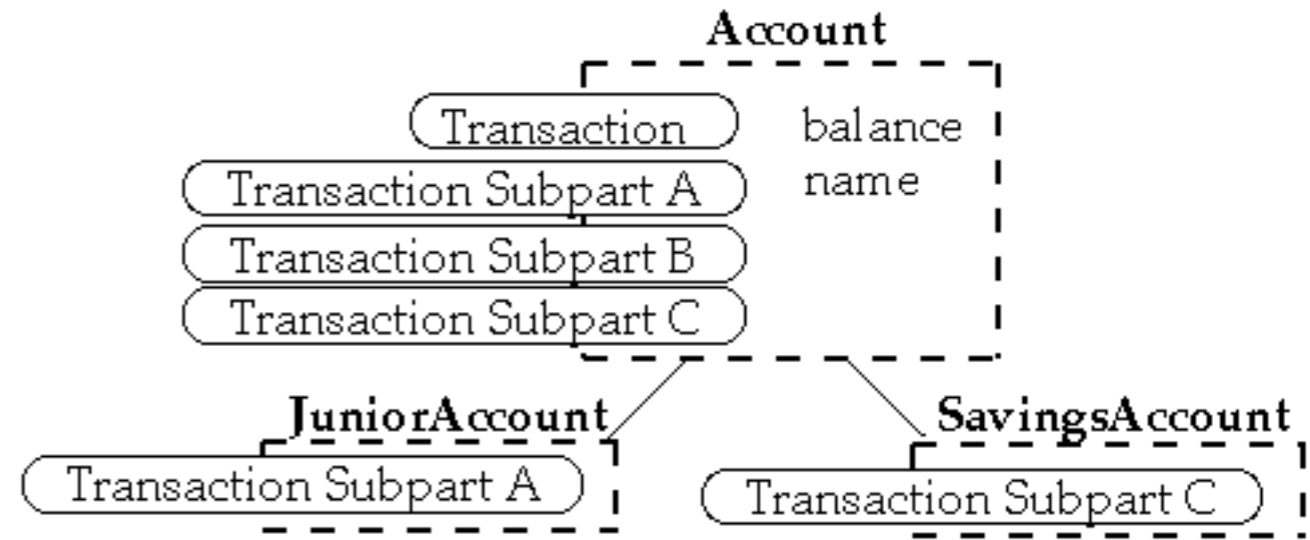 Account
Transaction
balance
name
Transaction Subpart A
Transaction Subpart B
Transaction Subpart C
JuniorAccount
SavingsAccount
Transaction Subpart A
Transaction Subpart C